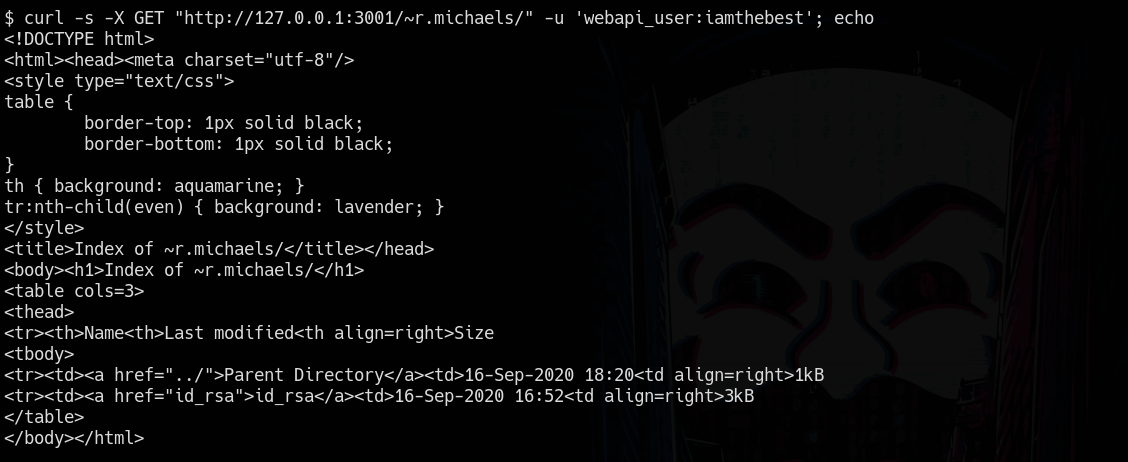 $ curl -s -X GET "http://127.0.0.1:3001/~r.michaels/" -u 'webapi_user:iamthebest'; echo
<!DOCTYPE html>
<html><head><meta charset="utf-8"/>
<style type="text/css">
table {
        border-top: 1px solid black;
        border-bottom: 1px solid black;
}
th { background: aquamarine; }
tr:nth-child(even) { background: lavender; }
</style>
<title>Index of ~r.michaels/</title></head>
<body><h1>Index of ~r.michaels/</h1>
<table cols=3>
<thead>
<tr><th>Name<th>Last modified<th align=right>Size
<tbody>
<tr><td><a href="../">Parent Directory</a><td>16-Sep-2020 18:20<td align=right>1kB
<tr><td><a href="id_rsa">id_rsa</a><td>16-Sep-2020 16:52<td align=right>3kB
</table>
</body></html>